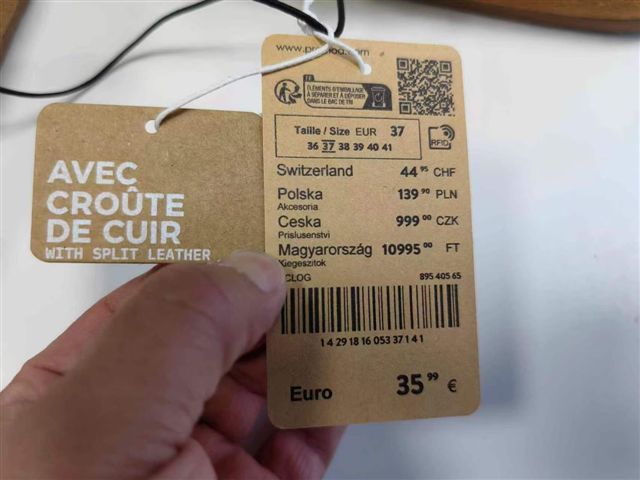 AVEC
CROÛTE
DE CUIR
WITH SPLIT LEATHER
FR
ÉLÉMENTS D'EMBALLAGE
À SÉPARER ET À DÉPOSER
DANS LE BAC DE TRI
Taille / Size EUR 37
36 37 38 39 40 41
RFID
Switzerland 44 95 CHF
Polska 139 90 PLN
Akcesoria
Ceska 999 00 CZK
Prislusenstvi
Magyarország 10995 00 FT
Kiegeszitok
CLOG 895 405 65
1 4 29 18 16 053 37 1 4 1
Euro 35 99 €